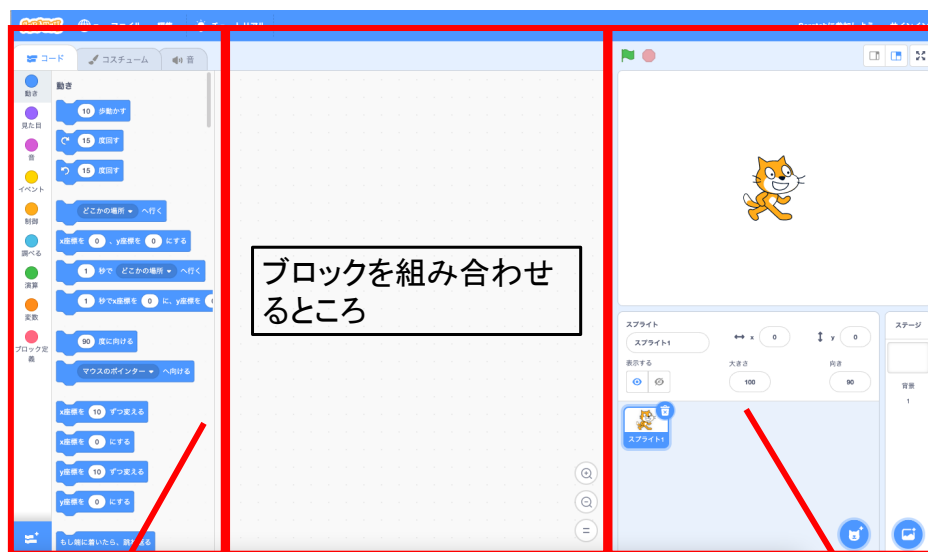 コード
コスチューム
音
動き
見た目
音
イベント
制御
調べる
演算
変数
ブロック定
義
動き
10 歩動かす
15 度回す
15 度回す
どこかの場所 へ行く
x座標を 0 、y座標を 0 にする
1 秒で どこかの場所 へ行く
1 秒でx座標を 0 に、y座標を
90 度に向ける
マウスのポインター へ向ける
x座標を 10 ずつ変える
x座標を 0 にする
y座標を 10 ずつ変える
y座標を 0 にする
もし端に着いたら、
ブロックを組み合わせ
るところ
スプライト
スプライト1
x 0
y 0
表示する
大きさ
100
向き
90
スプライト1
ステージ
背景
1